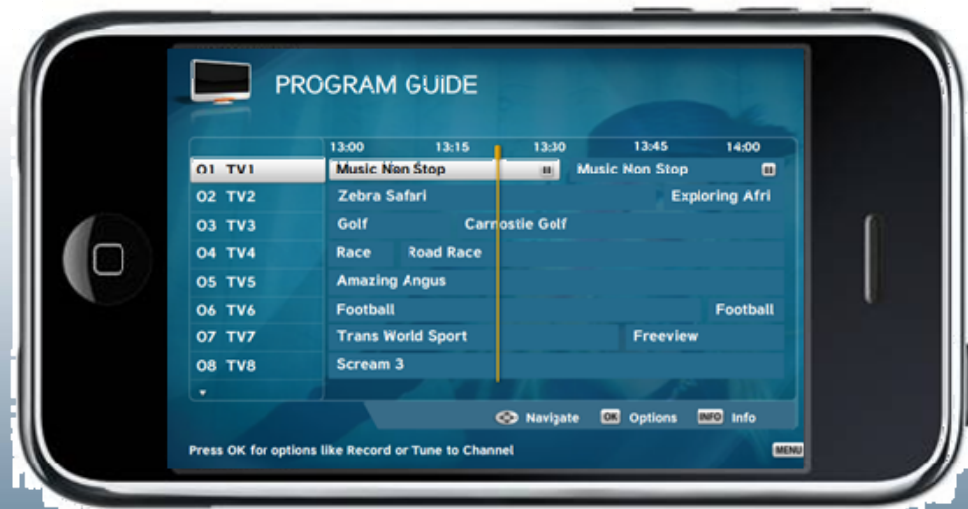 PROGRAM GUIDE
13:00 13:15 13:30 13:45 14:00
01 TV1 Music Non Stop Music Non Stop
02 TV2 Zebra Safari Exploring Afri
03 TV3 Golf Carnostie Golf
04 TV4 Race Road Race
05 TV5 Amazing Angus
06 TV6 Football Football
07 TV7 Trans World Sport Freeview
08 TV8 Scream 3
Navigate OK Options INFO Info
Press OK for options like Record or Tune to Channel MENU